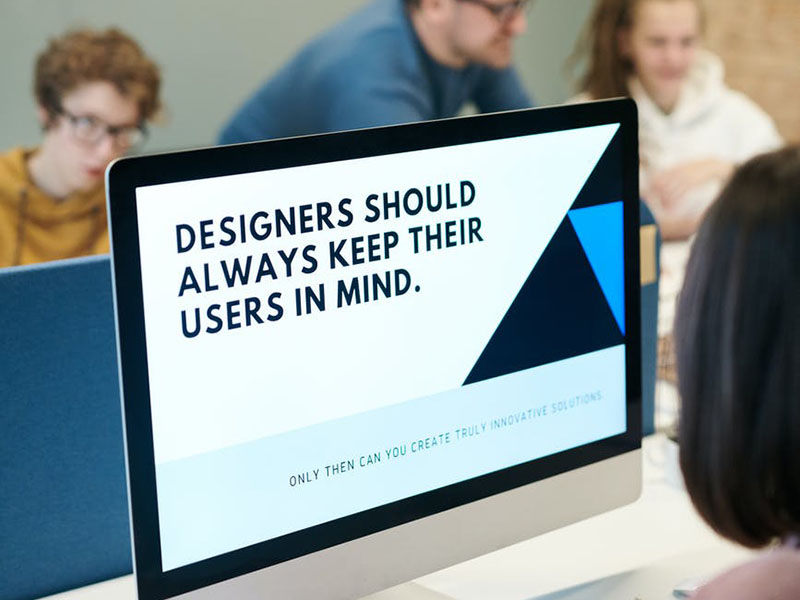 DESIGNERS SHOULD
ALWAYS KEEP THEIR
USERS IN MIND.
ONLY THEN CAN YOU CREATE TRULY INNOVATIVE SOLUTIONS.